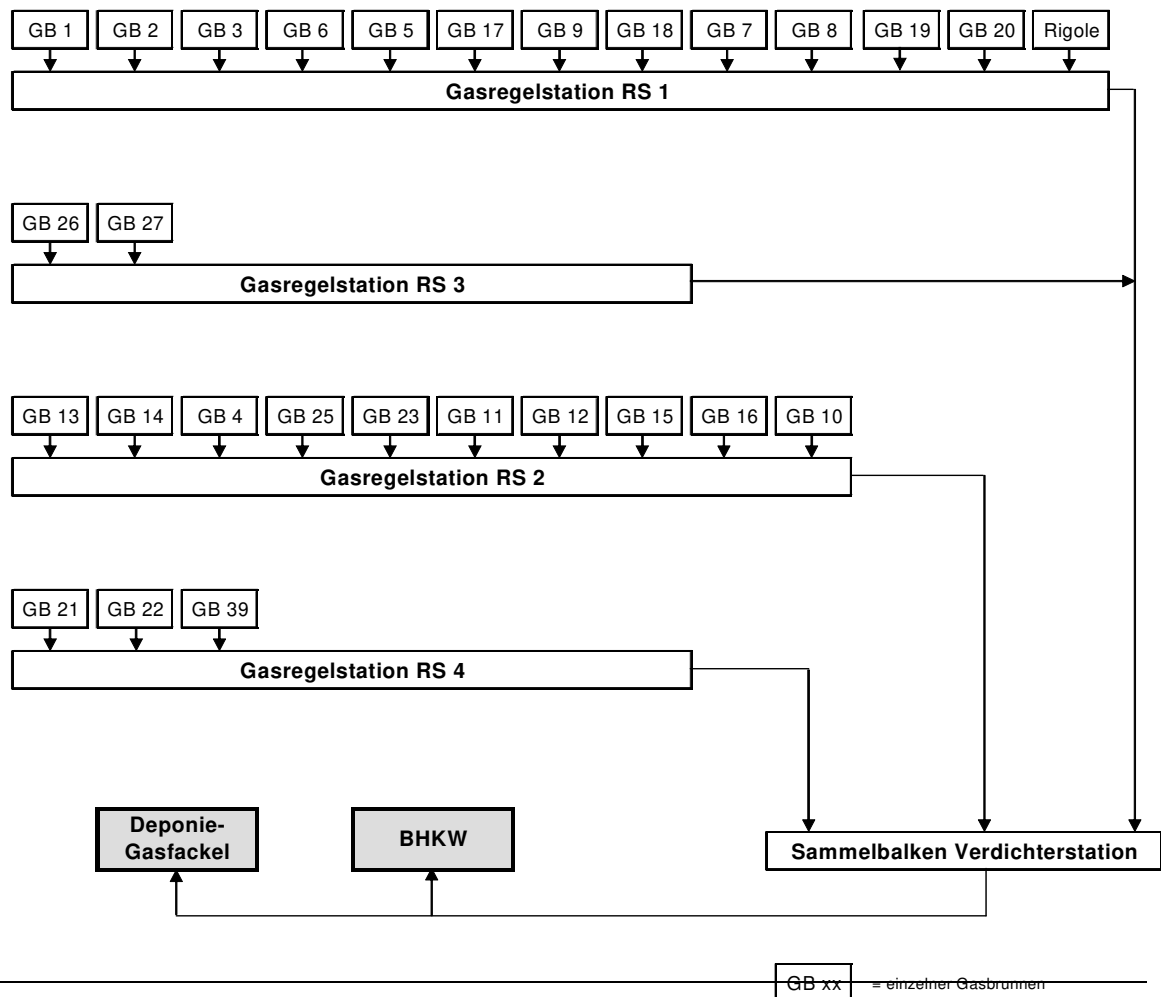 GB 1 GB 2 GB 3 GB 6 GB 5 GB 17 GB 9 GB 18 GB 7 GB 8 GB 19 GB 20 Rigole
Gasregelstation RS 1
GB 26 GB 27
Gasregelstation RS 3
GB 13 GB 14 GB 4 GB 25 GB 23 GB 11 GB 12 GB 15 GB 16 GB 10
Gasregelstation RS 2
GB 21 GB 22 GB 39
Gasregelstation RS 4
Deponie-
Gasfackel
BHKW
Sammelbalken Verdichterstation
GB xx = einzelner Gasbrunnen